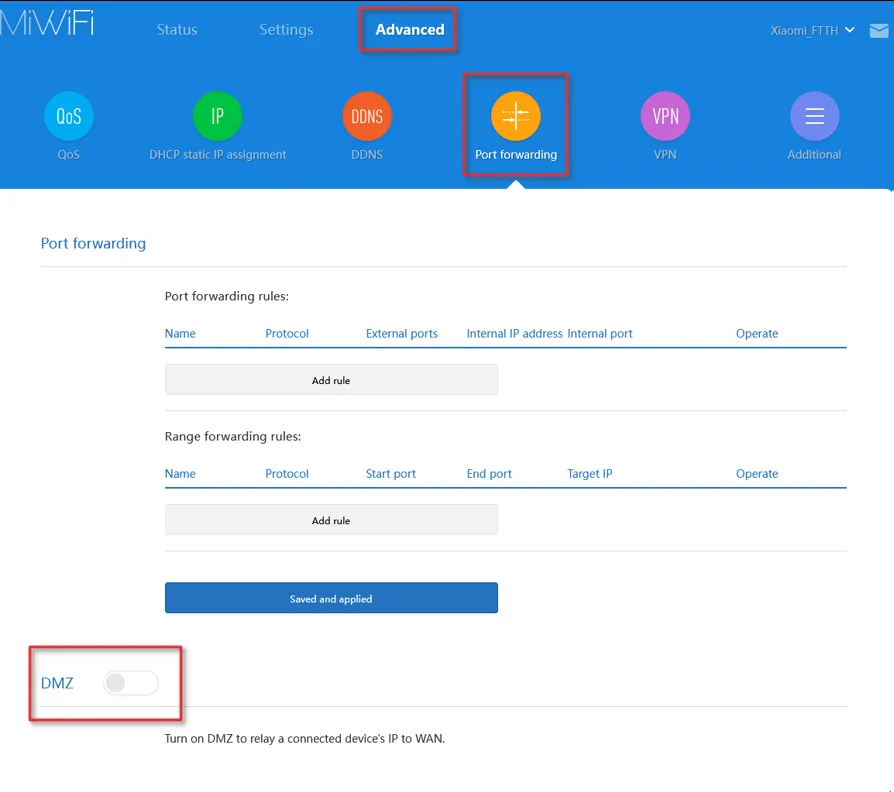 MiWiFi Status Settings Advanced Xiaomi_FTTH
QoS IP DDNS VPN
QoS DHCP static IP assignment DDNS Port forwarding VPN Additional
Port forwarding
Port forwarding rules:
Name Protocol External ports Internal IP address Internal port Operate
Add rule
Range forwarding rules:
Name Protocol Start port End port Target IP Operate
Add rule
Saved and applied
DMZ
Turn on DMZ to relay a connected device's IP to WAN.